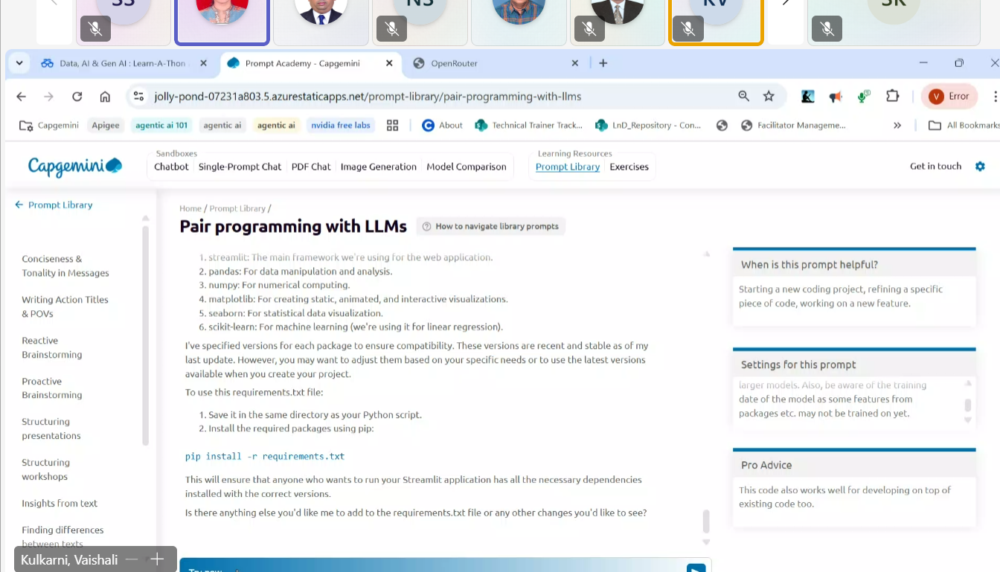 SS
NS
RV
SK
Data, AI & Gen AI : Learn-A-Thon
Prompt Academy - Capgemini
OpenRouter
jolly-pond-07231a803.5.azurestaticapps.net/prompt-library/pair-programming-with-llms
V Error
Capgemini
Apigee
agentic ai 101
agentic ai
agentic ai
nvidia free labs
About
Technical Trainer Track...
LnD_Repository - Con...
Facilitator Manageme...
All Bookmarks
Capgemini
Sandboxes
Chatbot
Single-Prompt Chat
PDF Chat
Image Generation
Model Comparison
Learning Resources
Prompt Library
Exercises
Get in touch
Prompt Library
Conciseness &
Tonality in Messages
Writing Action Titles
& POVs
Reactive
Brainstorming
Proactive
Brainstorming
Structuring
presentations
Structuring
workshops
Insights from text
Finding differences
between texts
Kulkarni, Vaishali
Home / Prompt Library /
Pair programming with LLMs
How to navigate library prompts
1. streamlit: The main framework we're using for the web application.
2. pandas: For data manipulation and analysis.
3. numpy: For numerical computing.
4. matplotlib: For creating static, animated, and interactive visualizations.
5. seaborn: For statistical data visualization.
6. scikit-learn: For machine learning (we're using it for linear regression).
I've specified versions for each package to ensure compatibility. These versions are recent and stable as of my
last update. However, you may want to adjust them based on your specific needs or to use the latest versions
available when you create your project.
To use this requirements.txt file:
1. Save it in the same directory as your Python script.
2. Install the required packages using pip:
pip install -r requirements.txt
This will ensure that anyone who wants to run your Streamlit application has all the necessary dependencies
installed with the correct versions.
Is there anything else you'd like me to add to the requirements.txt file or any other changes you'd like to see?
Try now
When is this prompt helpful?
Starting a new coding project, refining a specific
piece of code, working on a new feature.
Settings for this prompt
larger models. Also, be aware of the training
date of the model as some features from
packages etc. may not be trained on yet.
Pro Advice
This code also works well for developing on top of
existing code too.